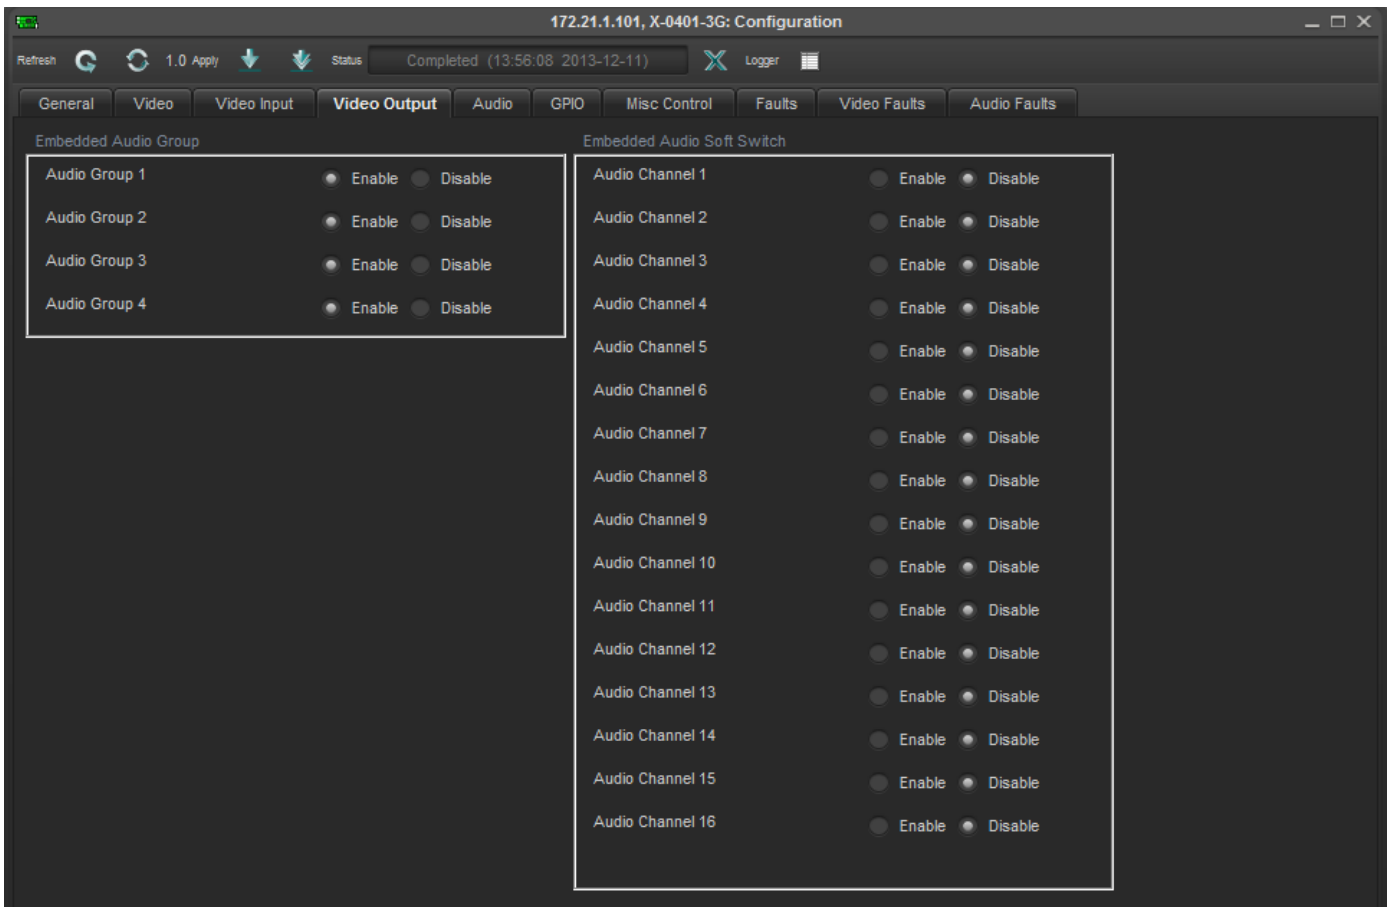 172.21.1.101, X-0401-3G: Configuration
Refresh 1.0 Apply Status Completed (13:56:08 2013-12-11) Logger
General Video Video Input Video Output Audio GPIO Misc Control Faults Video Faults Audio Faults
Embedded Audio Group
Audio Group 1 Enable Disable
Audio Group 2 Enable Disable
Audio Group 3 Enable Disable
Audio Group 4 Enable Disable
Embedded Audio Soft Switch
Audio Channel 1 Enable Disable
Audio Channel 2 Enable Disable
Audio Channel 3 Enable Disable
Audio Channel 4 Enable Disable
Audio Channel 5 Enable Disable
Audio Channel 6 Enable Disable
Audio Channel 7 Enable Disable
Audio Channel 8 Enable Disable
Audio Channel 9 Enable Disable
Audio Channel 10 Enable Disable
Audio Channel 11 Enable Disable
Audio Channel 12 Enable Disable
Audio Channel 13 Enable Disable
Audio Channel 14 Enable Disable
Audio Channel 15 Enable Disable
Audio Channel 16 Enable Disable